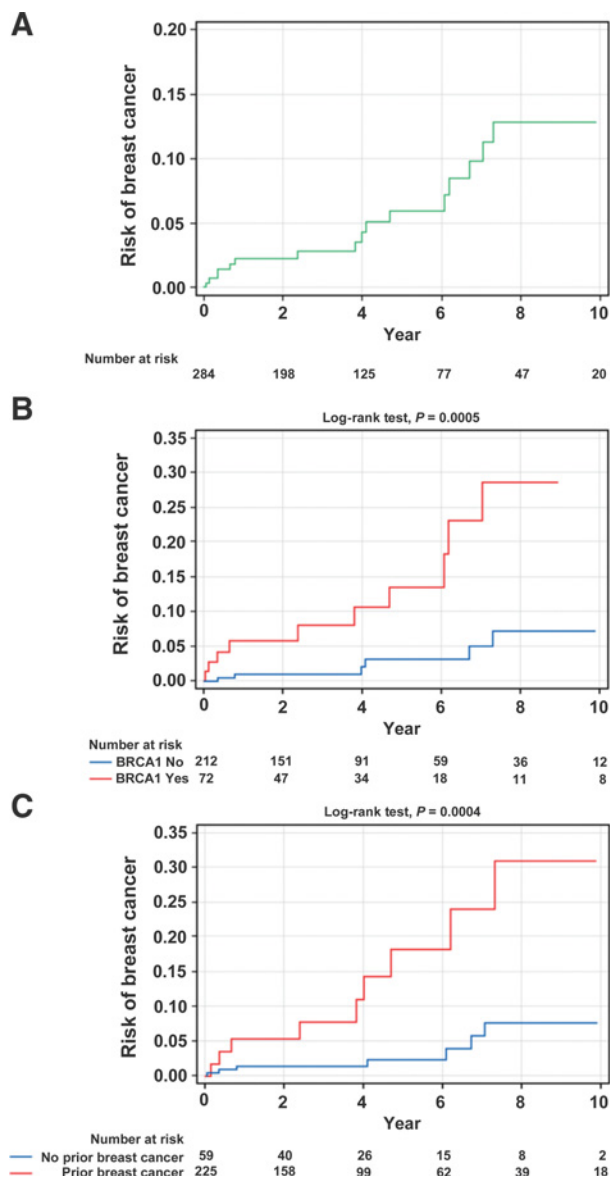 A
0.20
0.15
0.10
0.05
0.00
Risk of breast cancer
0 2 4 6 8 10
Year
Number at risk
284 198 125 77 47 20
B
Log-rank test, P = 0.0005
0.35
0.30
0.25
0.20
0.15
0.10
0.05
0.00
Risk of breast cancer
0 2 4 6 8 10
Year
Number at risk
BRCA1 No 212 151 91 59 36 12
BRCA1 Yes 72 47 34 18 11 8
C
Log-rank test, P = 0.0004
0.35
0.30
0.25
0.20
0.15
0.10
0.05
0.00
Risk of breast cancer
0 2 4 6 8 10
Year
Number at risk
No prior breast cancer 59 40 26 15 8 2
Prior breast cancer 225 158 99 62 39 18